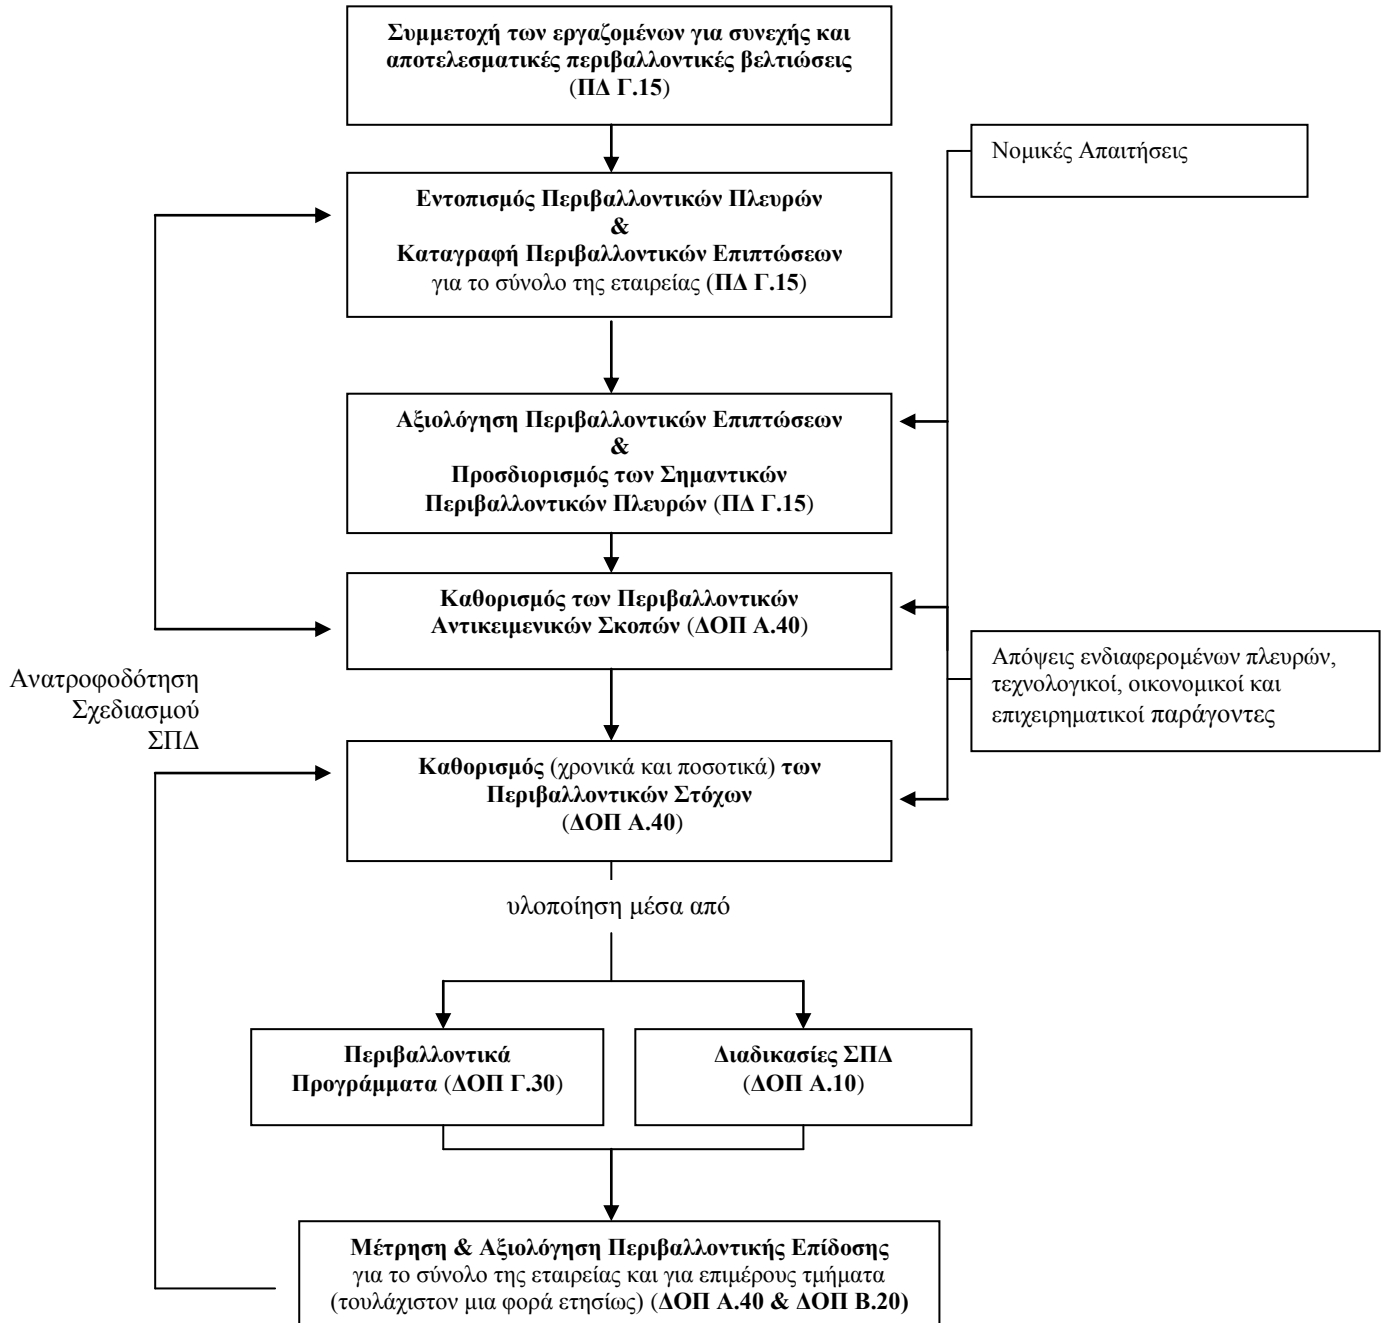 Συμμετοχή των εργαζομένων για συνεχής και
αποτελεσματικές περιβαλλοντικές βελτιώσεις
(ΠΔ Γ.15)
Νομικές Απαιτήσεις
Εντοπισμός Περιβαλλοντικών Πλευρών
&
Καταγραφή Περιβαλλοντικών Επιπτώσεων
για το σύνολο της εταιρείας (ΠΔ Γ.15)
Αξιολόγηση Περιβαλλοντικών Επιπτώσεων
&
Προσδιορισμός των Σημαντικών
Περιβαλλοντικών Πλευρών (ΠΔ Γ.15)
Καθορισμός των Περιβαλλοντικών
Αντικειμενικών Σκοπών (ΔΟΠ Α.40)
Απόψεις ενδιαφερομένων πλευρών,
τεχνολογικοί, οικονομικοί και
επιχειρηματικοί παράγοντες
Ανατροφοδότηση
Σχεδιασμού
ΣΠΔ
Καθορισμός (χρονικά και ποσοτικά) των
Περιβαλλοντικών Στόχων
(ΔΟΠ Α.40)
υλοποίηση μέσα από
Περιβαλλοντικά
Προγράμματα (ΔΟΠ Γ.30)
Διαδικασίες ΣΠΔ
(ΔΟΠ Α.10)
Μέτρηση & Αξιολόγηση Περιβαλλοντικής Επίδοσης
για το σύνολο της εταιρείας και για επιμέρους τμήματα
(τουλάχιστον μια φορά ετησίως) (ΔΟΠ Α.40 & ΔΟΠ Β.20)